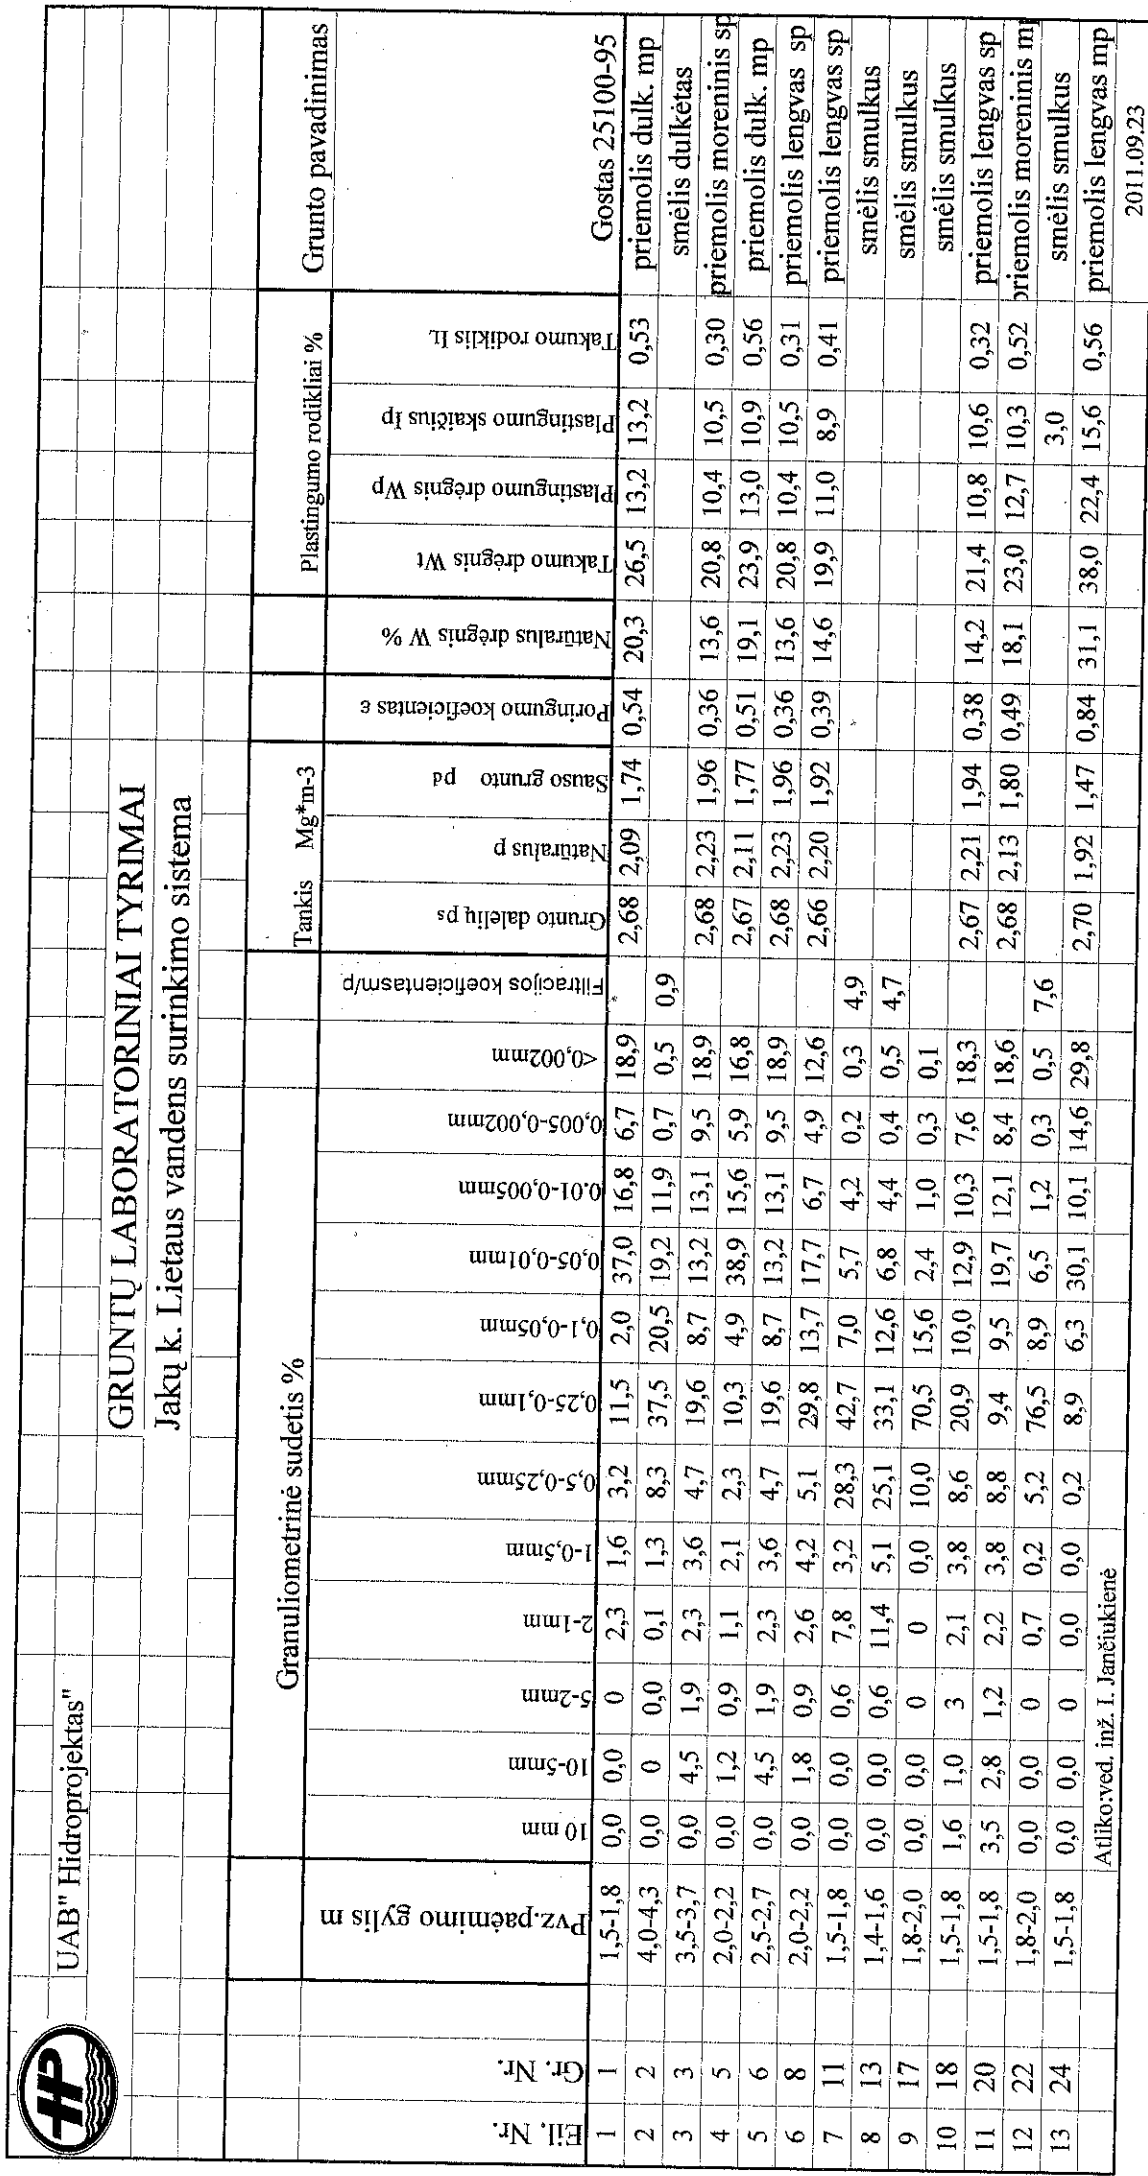 HP
UAB" Hidroprojektas"
GRUNTŲ LABORATORINIAI TYRIMAI
Jakų k. Lietaus vandens surinkimo sistema
Granuliometrinė sudetis % Tankis Mg*m-3 Plastingumo rodikliai % Grunto pavadinimas
Eil. Nr.
Gr. Nr.
Pvz.paėmimo gylis m
10 mm
10-5mm
5-2mm
2-1mm
1-0,5mm
0,5-0,25mm
0,25-0,1mm
0,1-0,05mm
0,05-0,01mm
0.01-0,005mm
0,005-0,002mm
<0,002mm
Filtracijos koeficientasm/p
Grunto dalelių ps
Natūralus p
Sauso grunto pd
Poringumo koeficientas ε
Natūralus drėgnis W %
Takumo drėgnis Wt
Plastingumo drėgnis Wp
Plastingumo skaičius Ip
Takumo rodiklis IL
Gostas 25100-95
1 1 1,5-1,8 0,0 0,0 0 2,3 1,6 3,2 11,5 2,0 37,0 16,8 6,7 18,9 2,68 2,09 1,74 0,54 20,3 26,5 13,2 13,2 0,53 priemolis dulk. mp
2 2 4,0-4,3 0,0 0 0,0 0,1 1,3 8,3 37,5 20,5 19,2 11,9 0,7 0,5 0,9 smėlis dulkėtas
3 3 3,5-3,7 0,0 4,5 1,9 2,3 3,6 4,7 19,6 8,7 13,2 13,1 9,5 18,9 2,68 2,23 1,96 0,36 13,6 20,8 10,4 10,5 0,30 priemolis moreninis sp
4 5 2,0-2,2 0,0 1,2 0,9 1,1 2,1 2,3 10,3 4,9 38,9 15,6 5,9 16,8 2,67 2,11 1,77 0,51 19,1 23,9 13,0 10,9 0,56 priemolis dulk. mp
5 6 2,5-2,7 0,0 4,5 1,9 2,3 3,6 4,7 19,6 8,7 13,2 13,1 9,5 18,9 2,68 2,23 1,96 0,36 13,6 20,8 10,4 10,5 0,31 priemolis lengvas sp
6 8 2,0-2,2 0,0 1,8 0,9 2,6 4,2 5,1 29,8 13,7 17,7 6,7 4,9 12,6 2,66 2,20 1,92 0,39 14,6 19,9 11,0 8,9 0,41 priemolis lengvas sp
7 11 1,5-1,8 0,0 0,0 0,6 7,8 3,2 28,3 42,7 7,0 5,7 4,2 0,2 0,3 4,9 smėlis smulkus
8 13 1,4-1,6 0,0 0,0 0,6 11,4 5,1 25,1 33,1 12,6 6,8 4,4 0,4 0,5 4,7 smėlis smulkus
9 17 1,8-2,0 0,0 0,0 0 0 0,0 10,0 70,5 15,6 2,4 1,0 0,3 0,1 smėlis smulkus
10 18 1,5-1,8 1,6 1,0 3 2,1 3,8 8,6 20,9 10,0 12,9 10,3 7,6 18,3 2,67 2,21 1,94 0,38 14,2 21,4 10,8 10,6 0,32 priemolis lengvas sp
11 20 1,5-1,8 3,5 2,8 1,2 2,2 3,8 8,8 9,4 9,5 19,7 12,1 8,4 18,6 2,68 2,13 1,80 0,49 18,1 23,0 12,7 10,3 0,52 priemolis moreninis mp
12 22 1,8-2,0 0,0 0,0 0 0,7 0,2 5,2 76,5 8,9 6,5 1,2 0,3 0,5 7,6 3,0 smėlis smulkus
13 24 1,5-1,8 0,0 0,0 0 0,0 0,0 0,2 8,9 6,3 30,1 10,1 14,6 29,8 2,70 1,92 1,47 0,84 31,1 38,0 22,4 15,6 0,56 priemolis lengvas mp
Atliko:ved. inž. I. Jančiukienė 2011.09.23